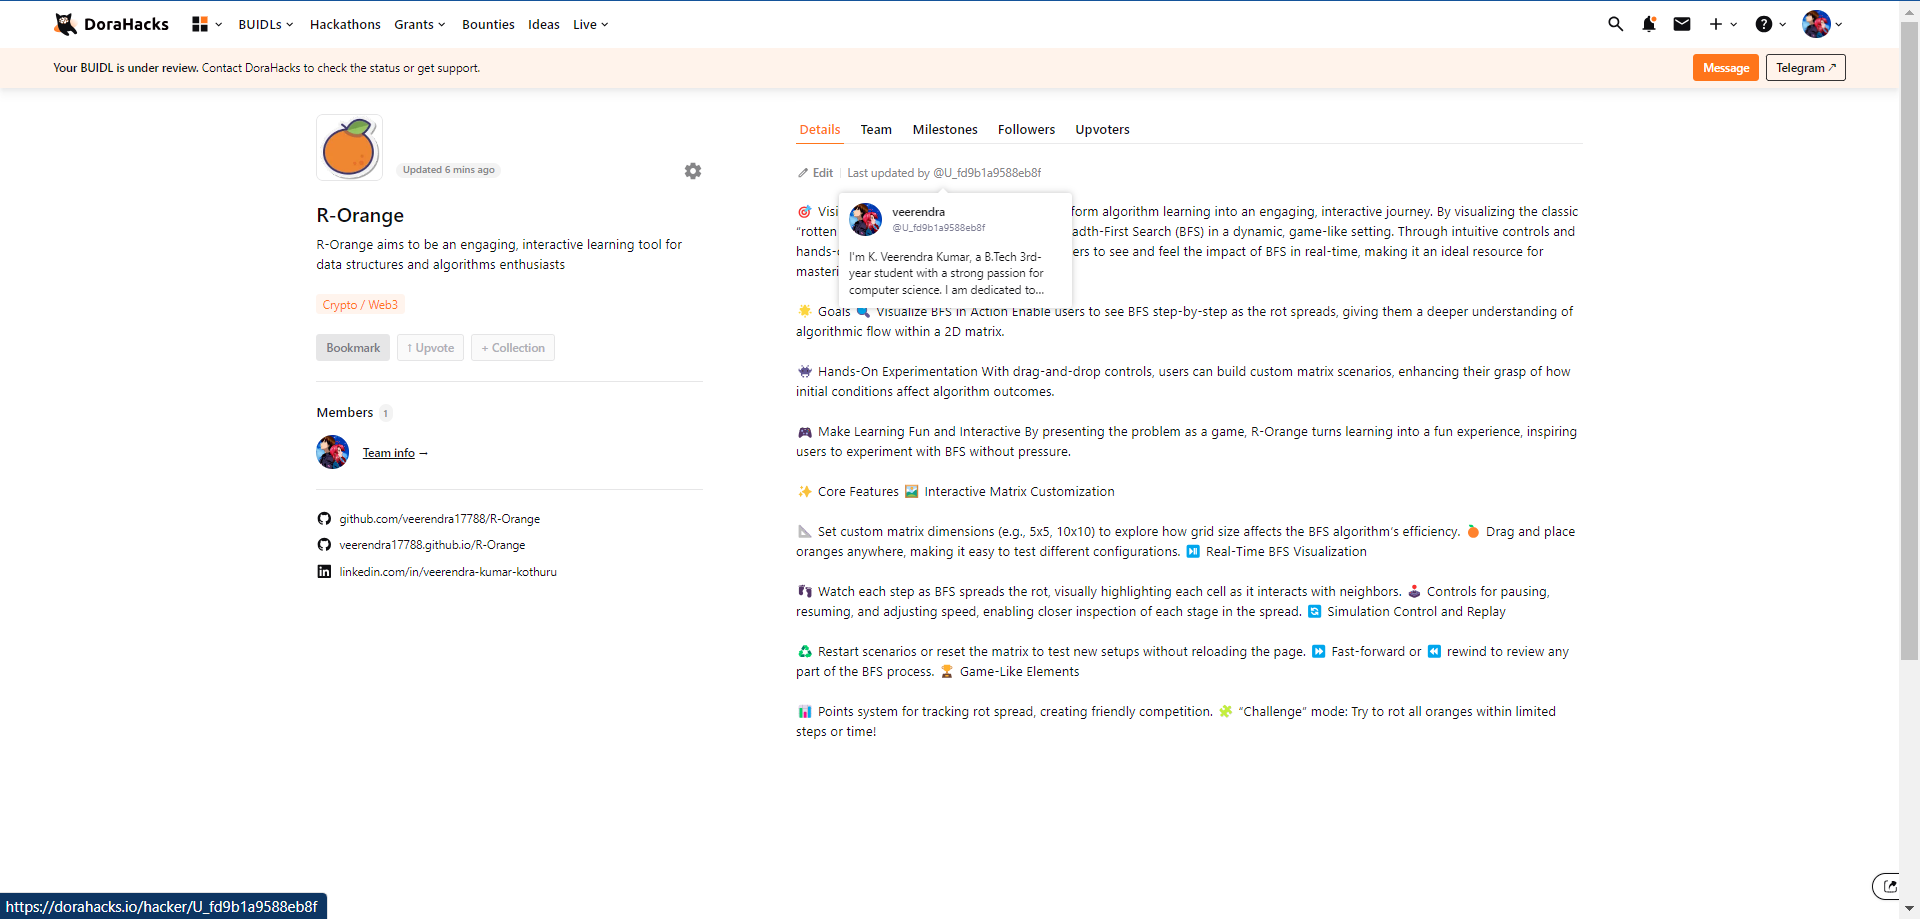 DoraHacks
BUIDLs
Hackathons
Grants
Bounties
Ideas
Live
Your BUIDL is under review. Contact DoraHacks to check the status or get support.
Message
Telegram ↗
Updated 6 mins ago
R-Orange
R-Orange aims to be an engaging, interactive learning tool for
data structures and algorithms enthusiasts
Crypto / Web3
Bookmark
↑ Upvote
+ Collection
Members 1
Team info →
github.com/veerendra17788/R-Orange
veerendra17788.github.io/R-Orange
linkedin.com/in/veerendra-kumar-kothuru
Details
Team
Milestones
Followers
Upvoters
Edit
Last updated by @U_fd9b1a9588eb8f
veerendra
@U_fd9b1a9588eb8f
I'm K. Veerendra Kumar, a B.Tech 3rd-
year student with a strong passion for
computer science. I am dedicated to...
🎯 Visi form algorithm learning into an engaging, interactive journey. By visualizing the classic
“rotten adth-First Search (BFS) in a dynamic, game-like setting. Through intuitive controls and
hands- ers to see and feel the impact of BFS in real-time, making it an ideal resource for
masteri
🌟 Goals 🔍 Visualize BFS in Action Enable users to see BFS step-by-step as the rot spreads, giving them a deeper understanding of
algorithmic flow within a 2D matrix.
👾 Hands-On Experimentation With drag-and-drop controls, users can build custom matrix scenarios, enhancing their grasp of how
initial conditions affect algorithm outcomes.
🎮 Make Learning Fun and Interactive By presenting the problem as a game, R-Orange turns learning into a fun experience, inspiring
users to experiment with BFS without pressure.
✨ Core Features 🖼️ Interactive Matrix Customization
📐 Set custom matrix dimensions (e.g., 5x5, 10x10) to explore how grid size affects the BFS algorithm’s efficiency. 🍊 Drag and place
oranges anywhere, making it easy to test different configurations. ⏯️ Real-Time BFS Visualization
👣 Watch each step as BFS spreads the rot, visually highlighting each cell as it interacts with neighbors. 🕹️ Controls for pausing,
resuming, and adjusting speed, enabling closer inspection of each stage in the spread. 🔄 Simulation Control and Replay
♻️ Restart scenarios or reset the matrix to test new setups without reloading the page. ⏩ Fast-forward or ⏪ rewind to review any
part of the BFS process. 🏆 Game-Like Elements
📊 Points system for tracking rot spread, creating friendly competition. 🧩 “Challenge” mode: Try to rot all oranges within limited
steps or time!
https://dorahacks.io/hacker/U_fd9b1a9588eb8f